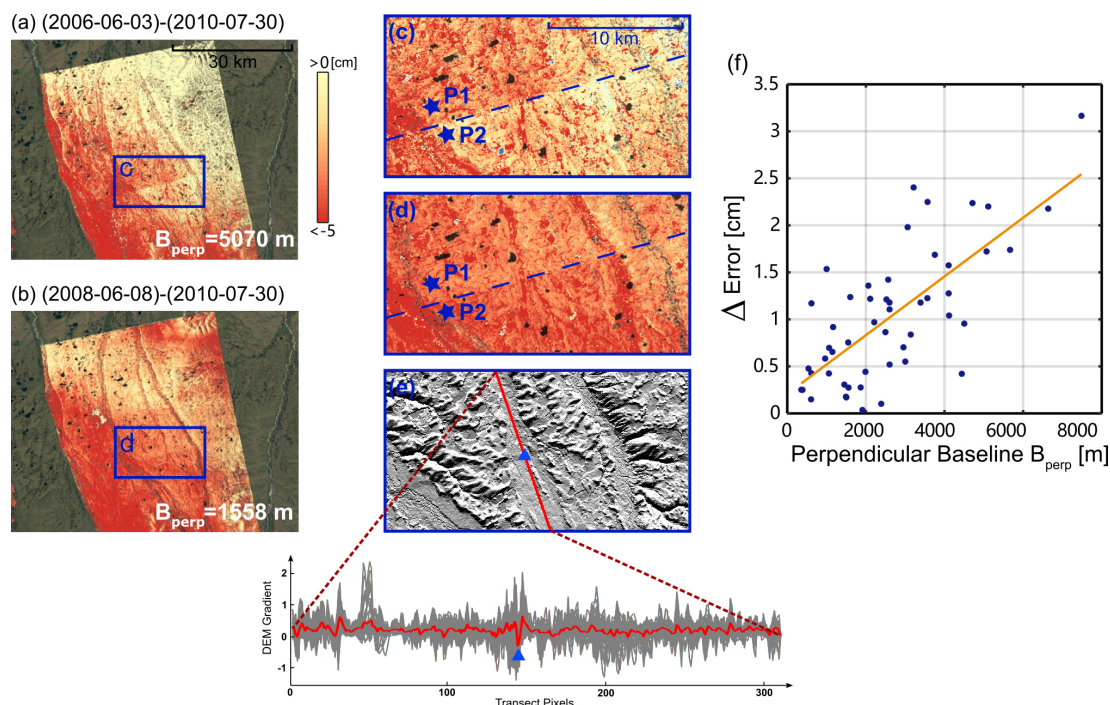 (a) (2006-06-03)-(2010-07-30)
30 km
>0 [cm]
<-5
C
Bperp=5070 m
(b) (2008-06-08)-(2010-07-30)
d
Bperp=1558 m
(c)
10 km
P1
P2
(d)
P1
P2
(e)
DEM Gradient
2
1
0
-1
0
100
200
300
Transect Pixels
(f)
Δ Error [cm]
3.5
3
2.5
2
1.5
1
0.5
0
0
2000
4000
6000
8000
Perpendicular Baseline Bperp [m]